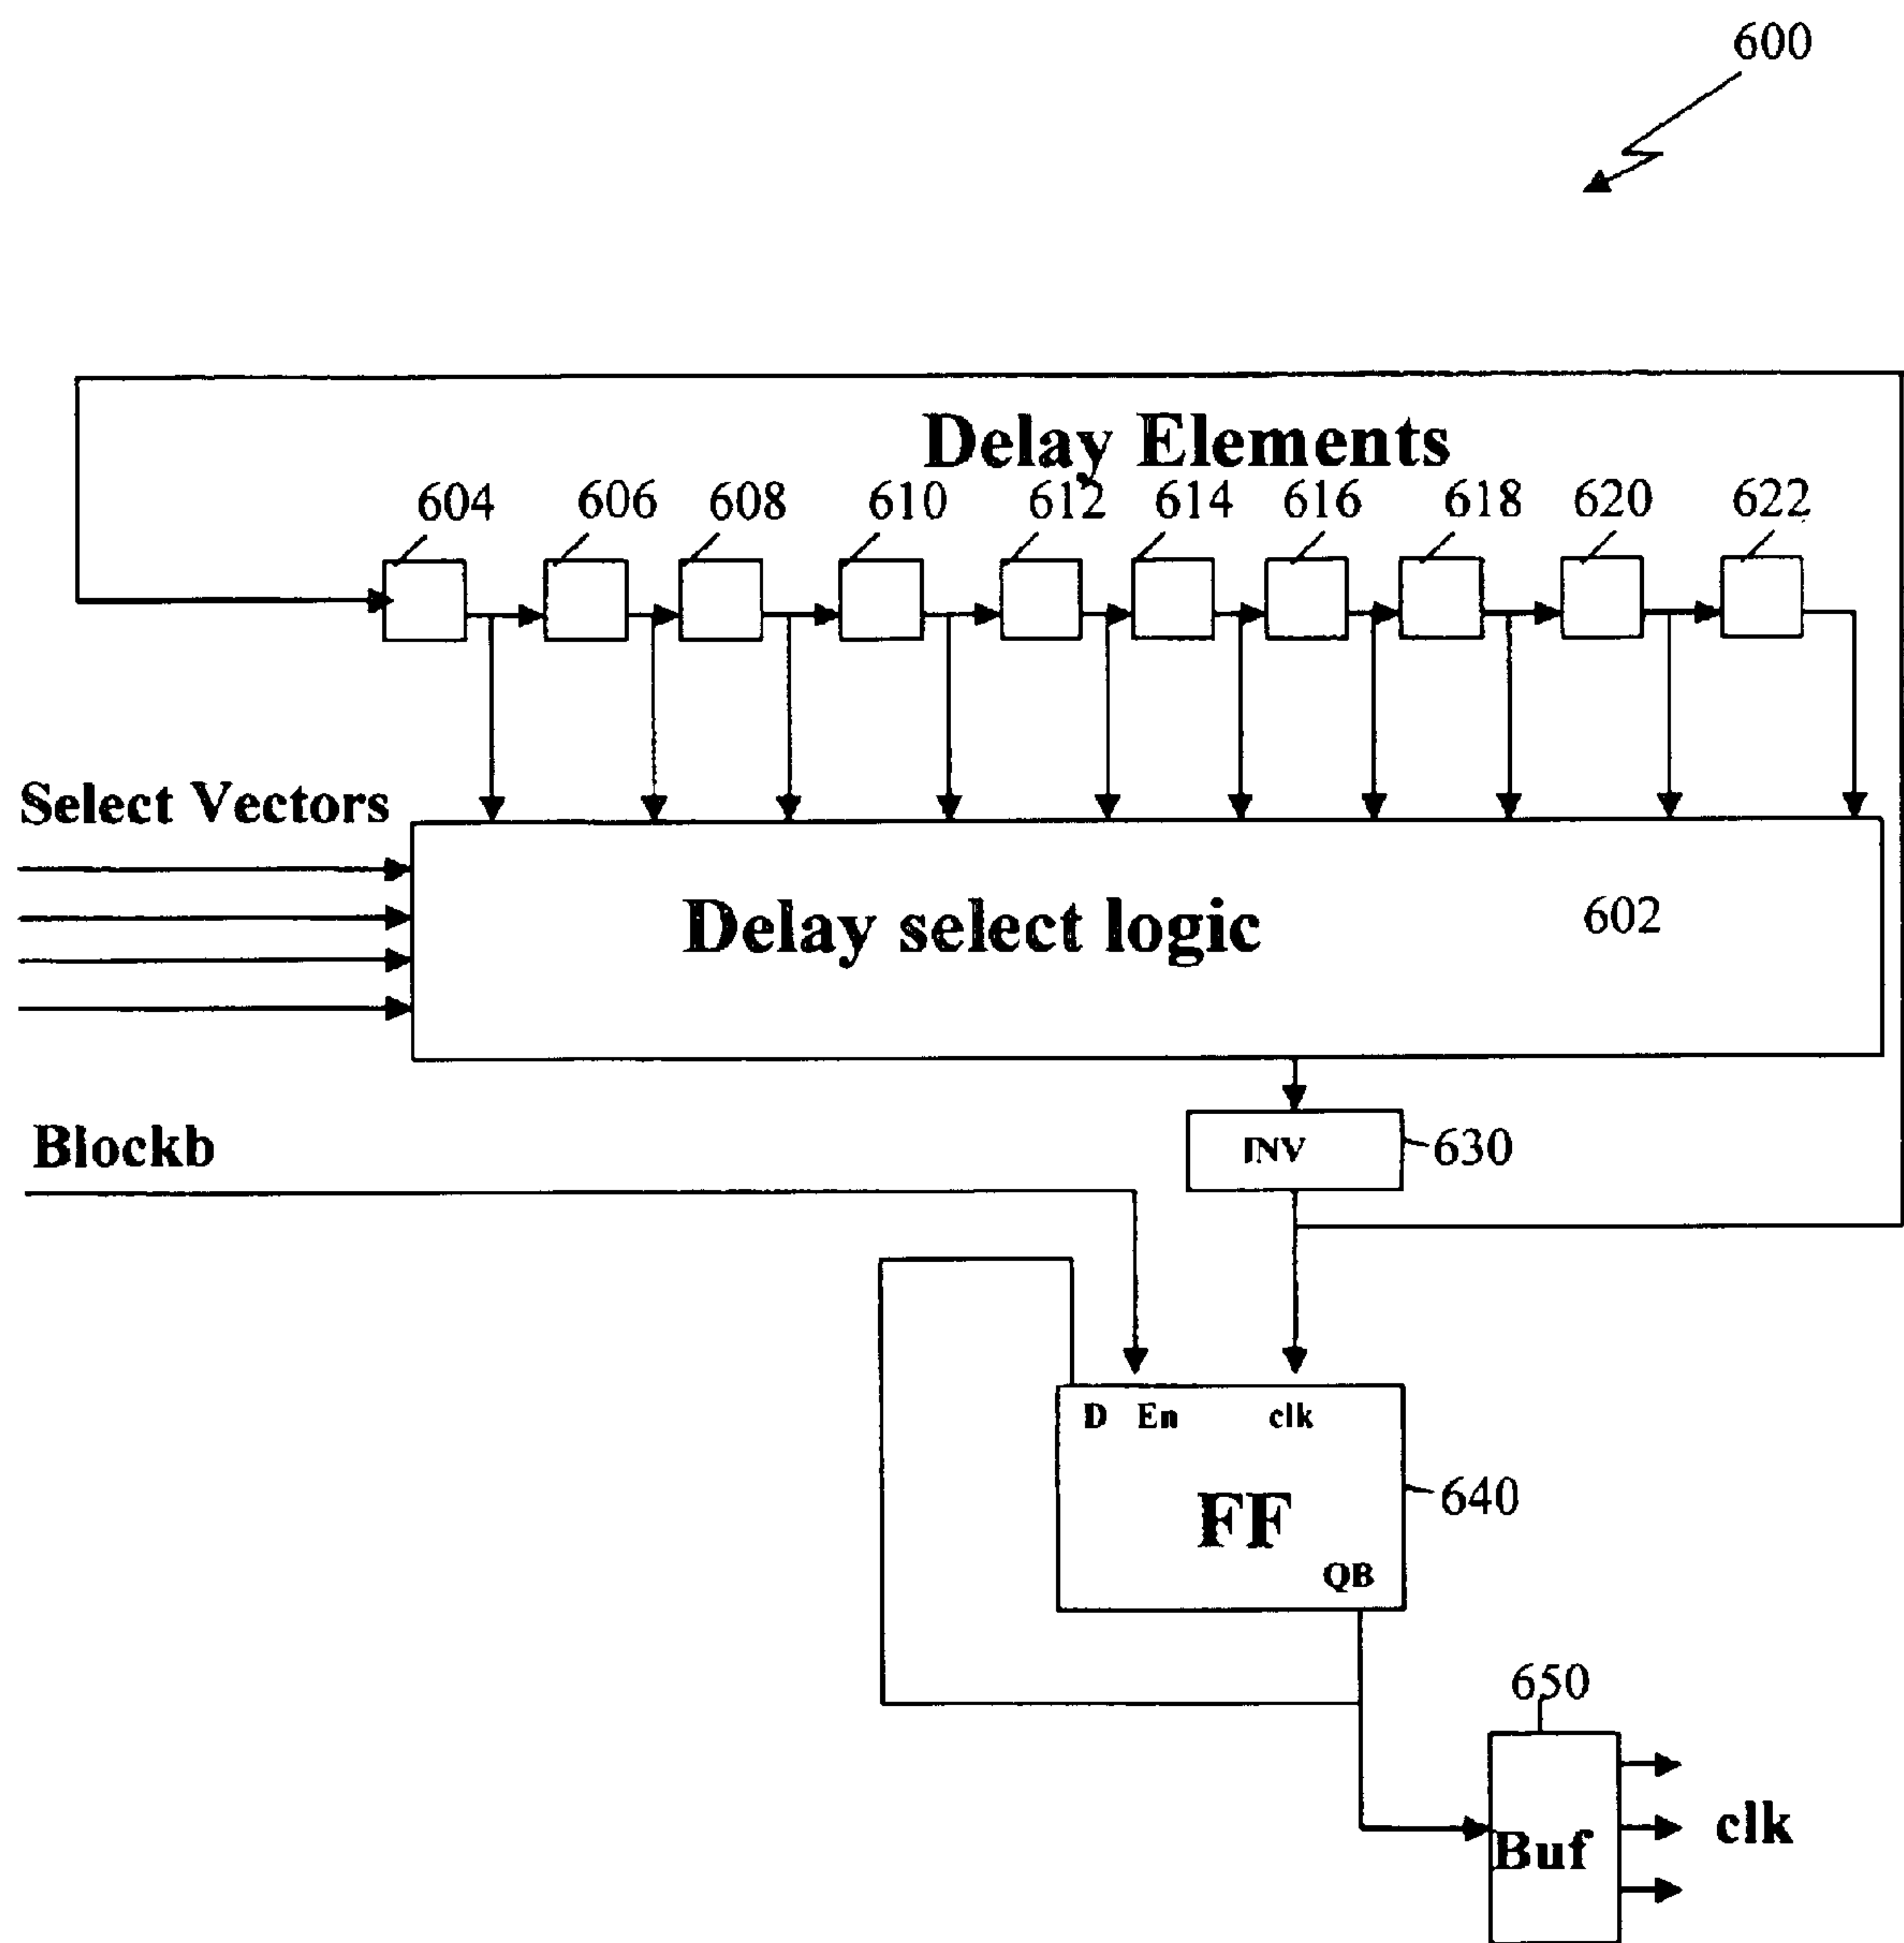 600
Delay Elements
604 606 608 610 612 614 616 618 620 622
Select Vectors
Delay select logic 602
Blockb
INV 630
D En clk
FF 640
QB
650
Buf clk